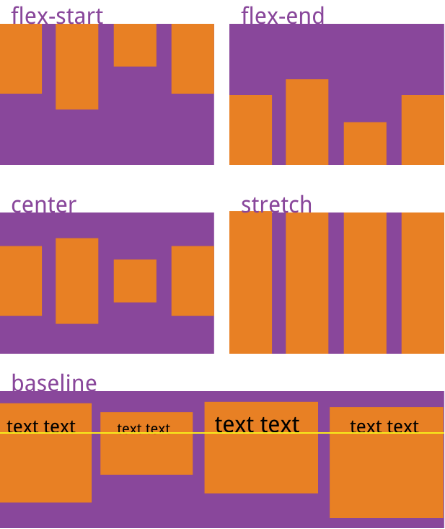 flex-start
flex-end
center
stretch
baseline
text text
text text
text text
text text